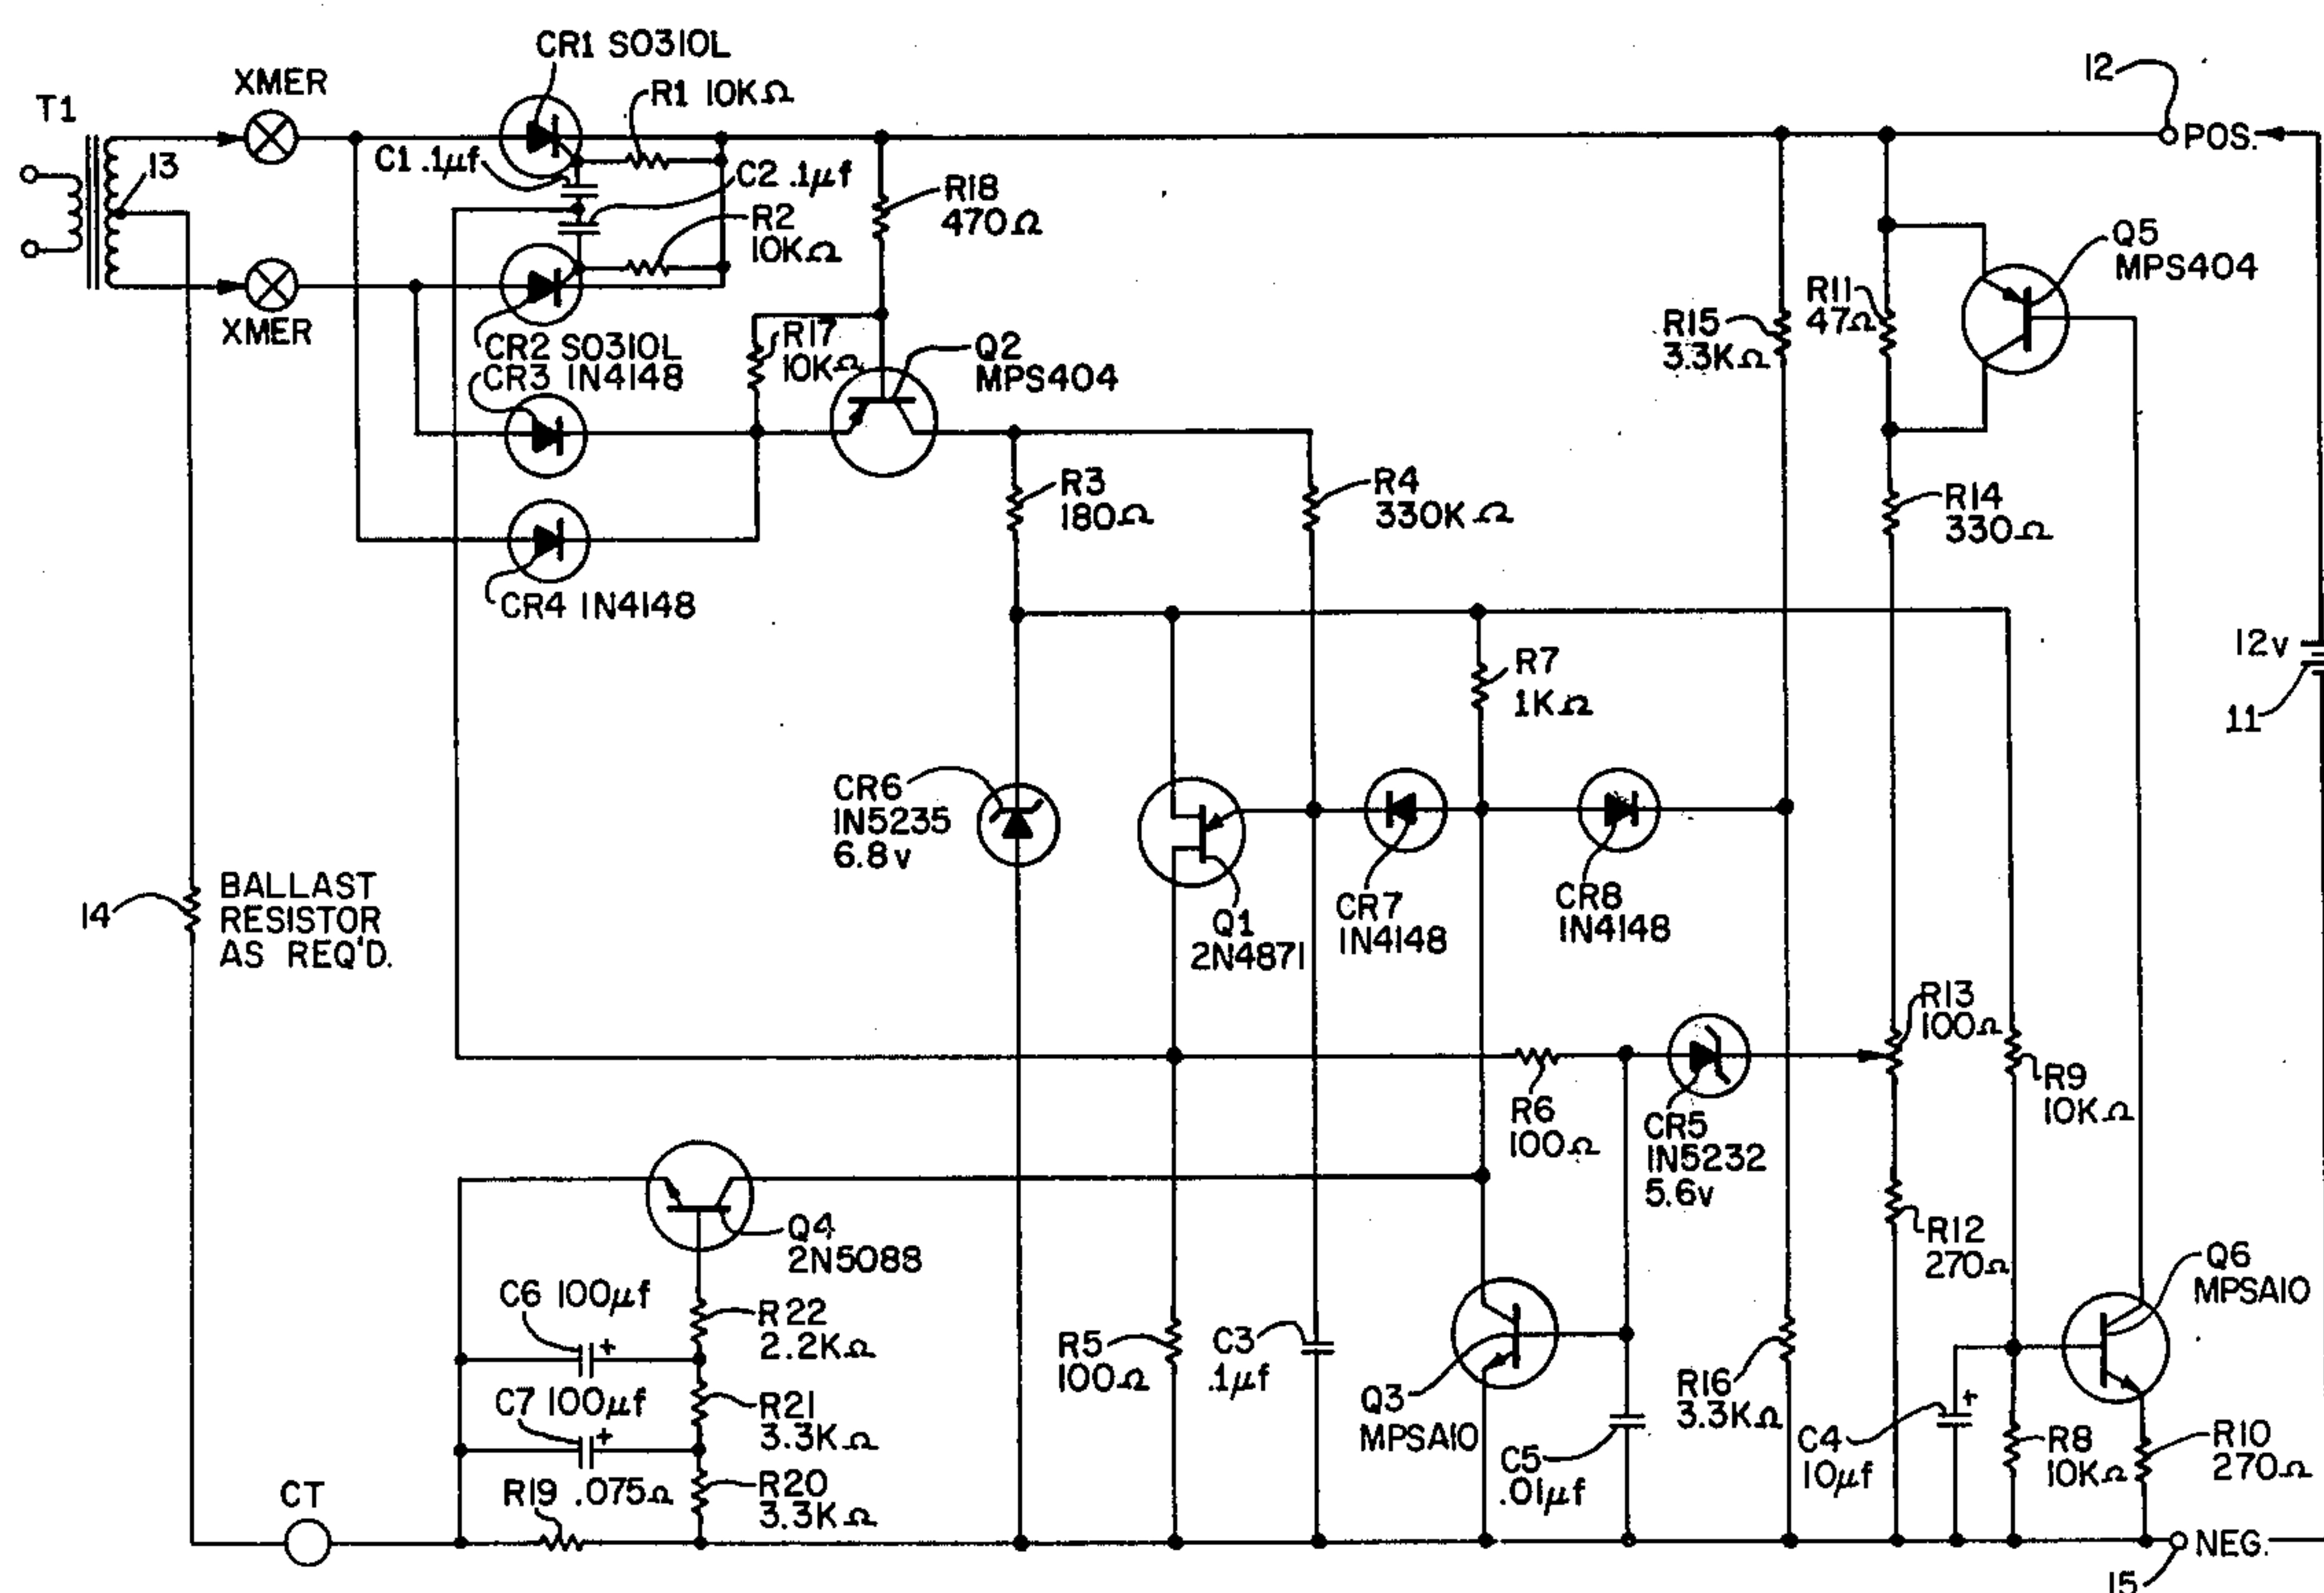 CR1 SO310L
R1 10KΩ
XMER
T1
12
POS.
13
C1 .1μf
C2 .1μf
R18
470Ω
R2
10KΩ
Q5
MPS404
XMER
R17
10KΩ
Q2
MPS404
R15
3.3KΩ
R11
47Ω
CR2 SO310L
CR3 1N4148
R3
180Ω
R4
330KΩ
R14
330Ω
CR4 1N4148
R7
1KΩ
12v
11
CR6
1N5235
6.8v
CR7
1N4148
CR8
1N4148
Q1
2N4871
14
BALLAST
RESISTOR
AS REQ'D.
R13
100Ω
R6
100Ω
CR5
1N5232
5.6v
R9
10KΩ
Q4
2N5088
R12
270Ω
Q6
MPSA10
C6 100μf
R22
2.2KΩ
R5
100Ω
C3
.1μf
+
C7 100μf
R21
3.3KΩ
+
Q3
MPSA10
R16
3.3KΩ
+
C4
10μf
R8
10KΩ
R10
270Ω
C5
.01μf
CT
R19 .075Ω
R20
3.3KΩ
NEG.
15